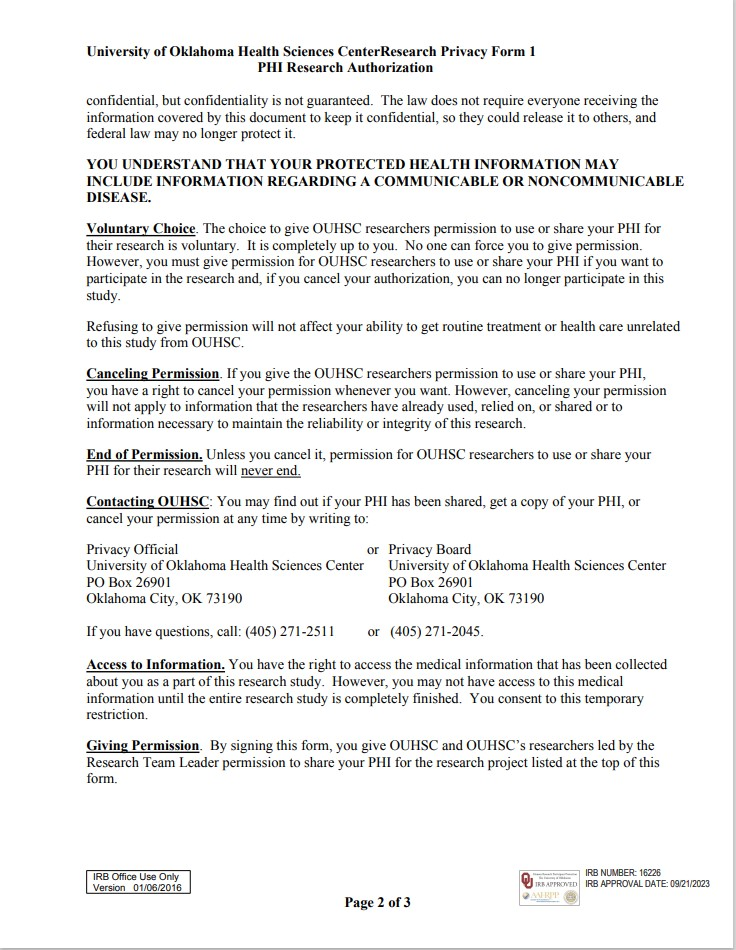 University of Oklahoma Health Sciences CenterResearch Privacy Form 1
PHI Research Authorization
confidential, but confidentiality is not guaranteed. The law does not require everyone receiving the
information covered by this document to keep it confidential, so they could release it to others, and
federal law may no longer protect it.
YOU UNDERSTAND THAT YOUR PROTECTED HEALTH INFORMATION MAY
INCLUDE INFORMATION REGARDING A COMMUNICABLE OR NONCOMMUNICABLE
DISEASE.
Voluntary Choice. The choice to give OUHSC researchers permission to use or share your PHI for
their research is voluntary. It is completely up to you. No one can force you to give permission.
However, you must give permission for OUHSC researchers to use or share your PHI if you want to
participate in the research and, if you cancel your authorization, you can no longer participate in this
study.
Refusing to give permission will not affect your ability to get routine treatment or health care unrelated
to this study from OUHSC.
Canceling Permission. If you give the OUHSC researchers permission to use or share your PHI,
you have a right to cancel your permission whenever you want. However, canceling your permission
will not apply to information that the researchers have already used, relied on, or shared or to
information necessary to maintain the reliability or integrity of this research.
End of Permission. Unless you cancel it, permission for OUHSC researchers to use or share your
PHI for their research will never end.
Contacting OUHSC: You may find out if your PHI has been shared, get a copy of your PHI, or
cancel your permission at any time by writing to:
Privacy Official or Privacy Board
University of Oklahoma Health Sciences Center University of Oklahoma Health Sciences Center
PO Box 26901 PO Box 26901
Oklahoma City, OK 73190 Oklahoma City, OK 73190
If you have questions, call: (405) 271-2511 or (405) 271-2045.
Access to Information. You have the right to access the medical information that has been collected
about you as a part of this research study. However, you may not have access to this medical
information until the entire research study is completely finished. You consent to this temporary
restriction.
Giving Permission. By signing this form, you give OUHSC and OUHSC's researchers led by the
Research Team Leader permission to share your PHI for the research project listed at the top of this
form.
IRB Office Use Only
Version 01/06/2016
IRB APPROVED
IRB NUMBER: 16226
IRB APPROVAL DATE: 09/21/2023
Page 2 of 3